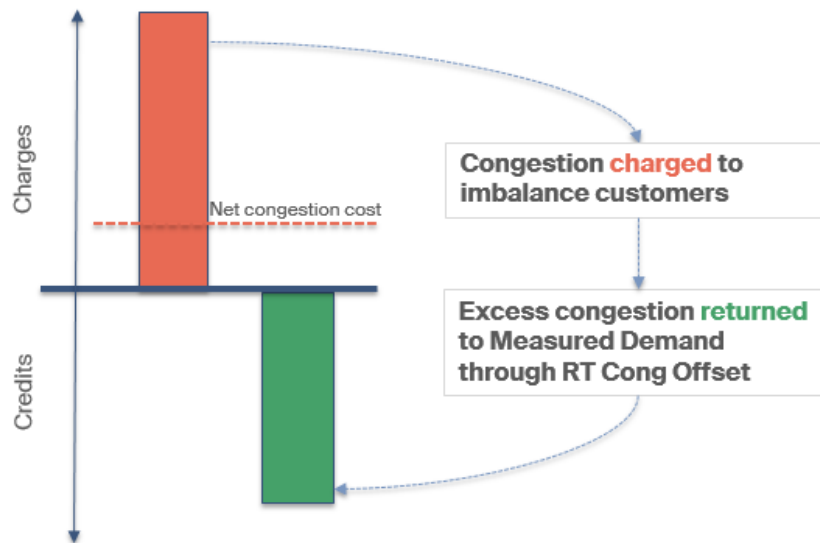 Charges
Net congestion cost
Credits
Congestion charged to
imbalance customers
Excess congestion returned
to Measured Demand
through RT Cong Offset